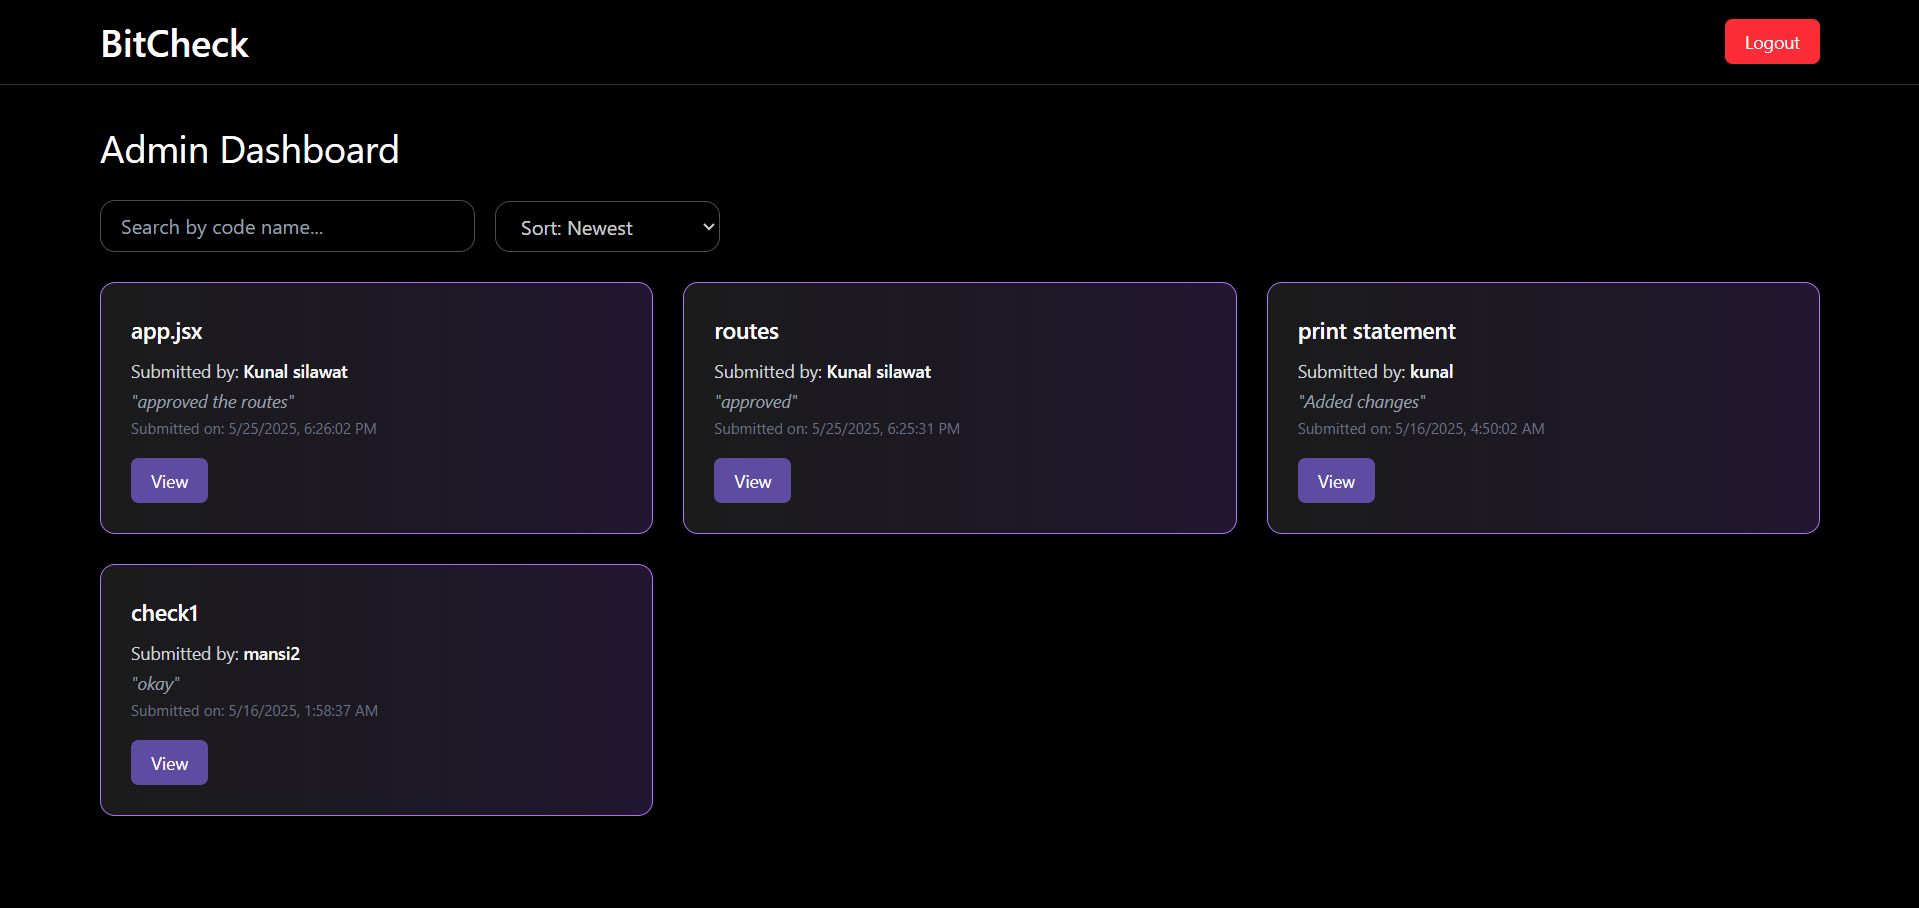 BitCheck
Logout
Admin Dashboard
Search by code name...
Sort: Newest
app.jsx
Submitted by: Kunal silawat
"approved the routes"
Submitted on: 5/25/2025, 6:26:02 PM
View
routes
Submitted by: Kunal silawat
"approved"
Submitted on: 5/25/2025, 6:25:31 PM
View
print statement
Submitted by: kunal
"Added changes"
Submitted on: 5/16/2025, 4:50:02 AM
View
check1
Submitted by: mansi2
"okay"
Submitted on: 5/16/2025, 1:58:37 AM
View